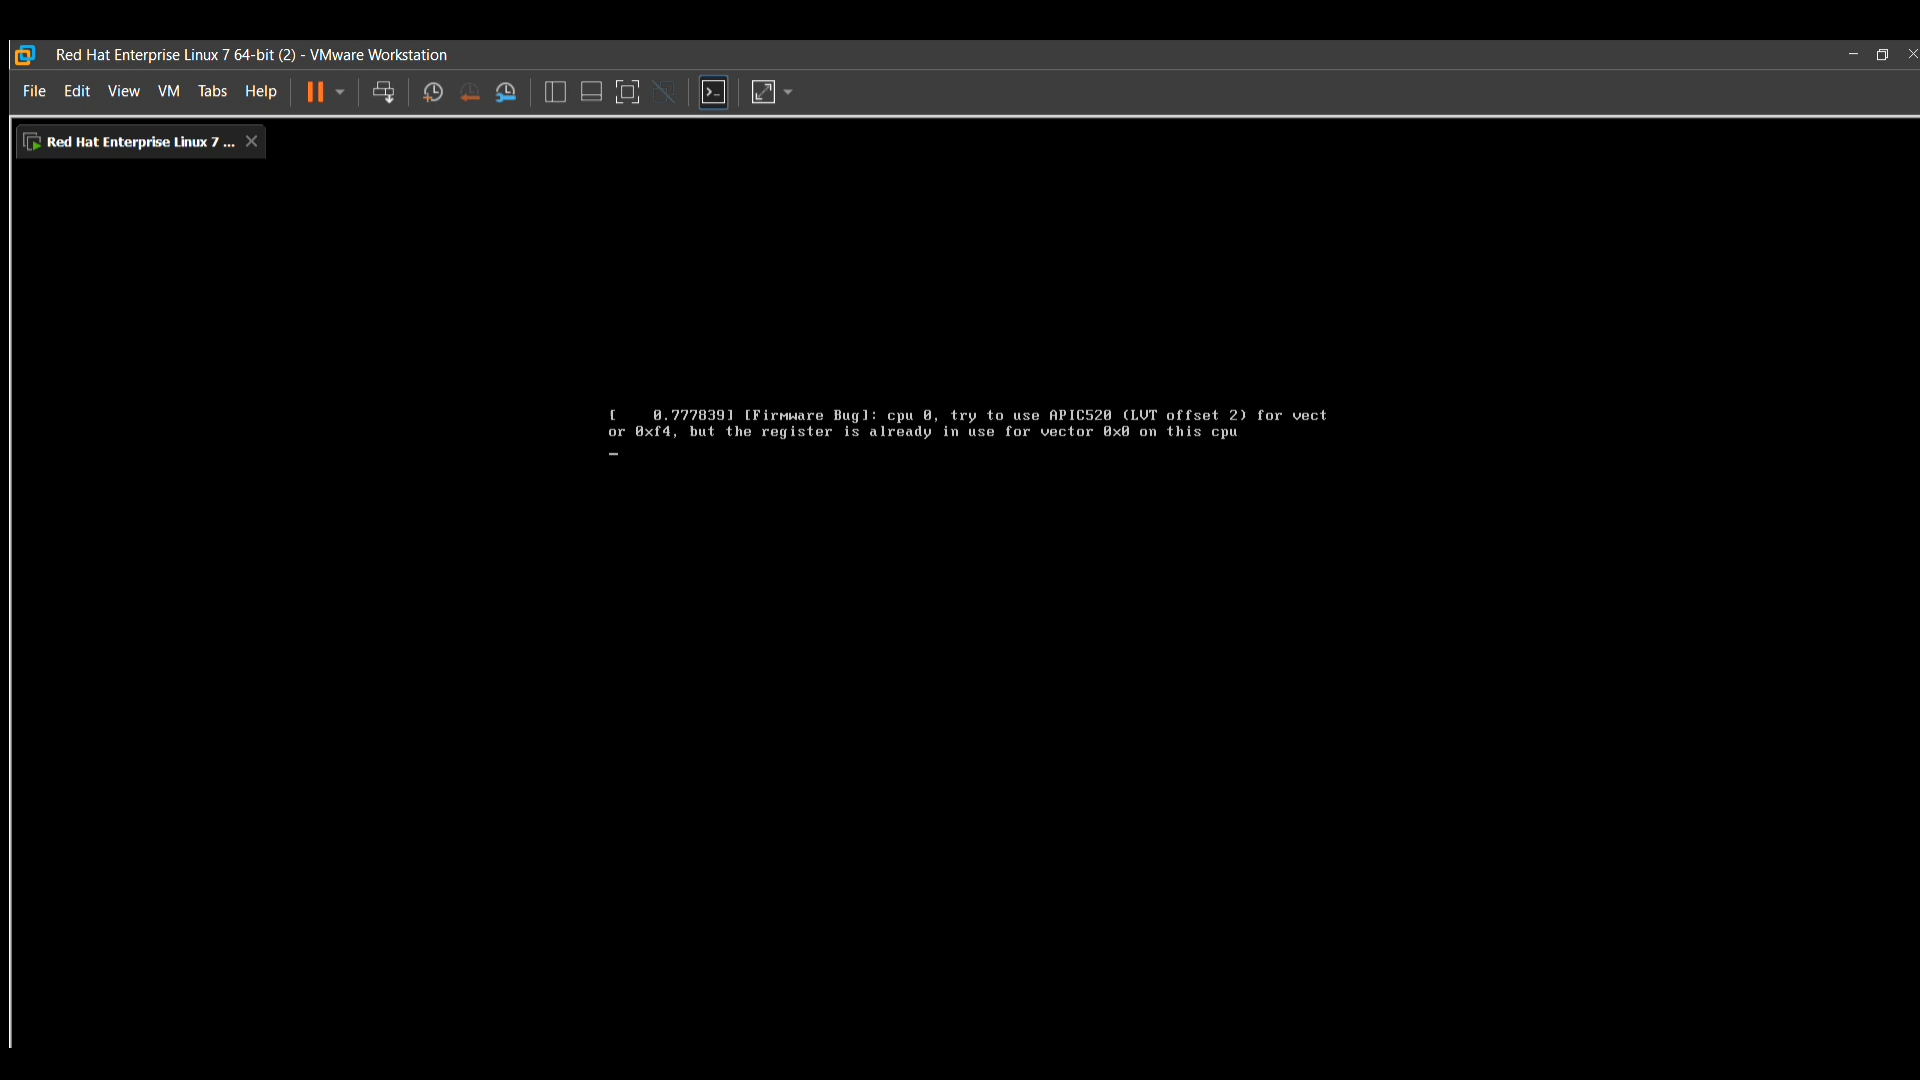 Red Hat Enterprise Linux 7 64-bit (2) - VMware Workstation
File Edit View VM Tabs Help
Red Hat Enterprise Linux 7 ...
[    0.777839] [Firmware Bug]: cpu 0, try to use APIC520 (LVT offset 2) for vect
or 0xf4, but the register is already in use for vector 0x0 on this cpu
_